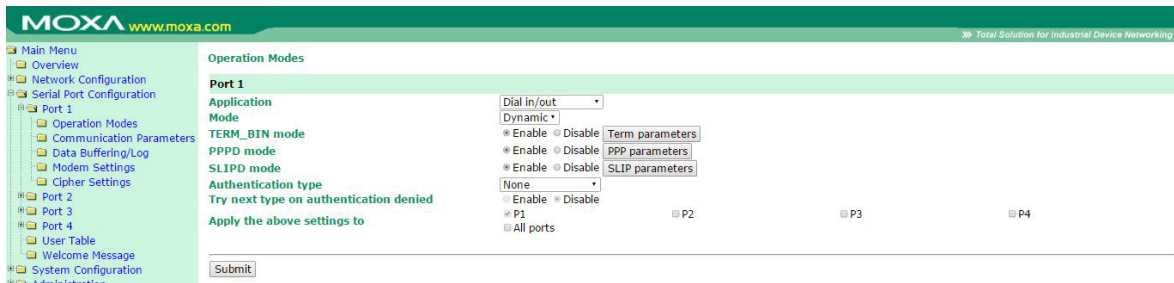 MOXA www.moxa.com
Total Solution for Industrial Device Networking
Main Menu
Overview
Network Configuration
Serial Port Configuration
Port 1
Operation Modes
Communication Parameters
Data Buffering/Log
Modem Settings
Cipher Settings
Port 2
Port 3
Port 4
User Table
Welcome Message
System Configuration
Administration
Operation Modes
Port 1
Application Dial in/out
Mode Dynamic
TERM_BIN mode Enable Disable Term parameters
PPPD mode Enable Disable PPP parameters
SLIPD mode Enable Disable SLIP parameters
Authentication type None
Try next type on authentication denied Enable Disable
Apply the above settings to P1 P2 P3 P4
All ports
Submit